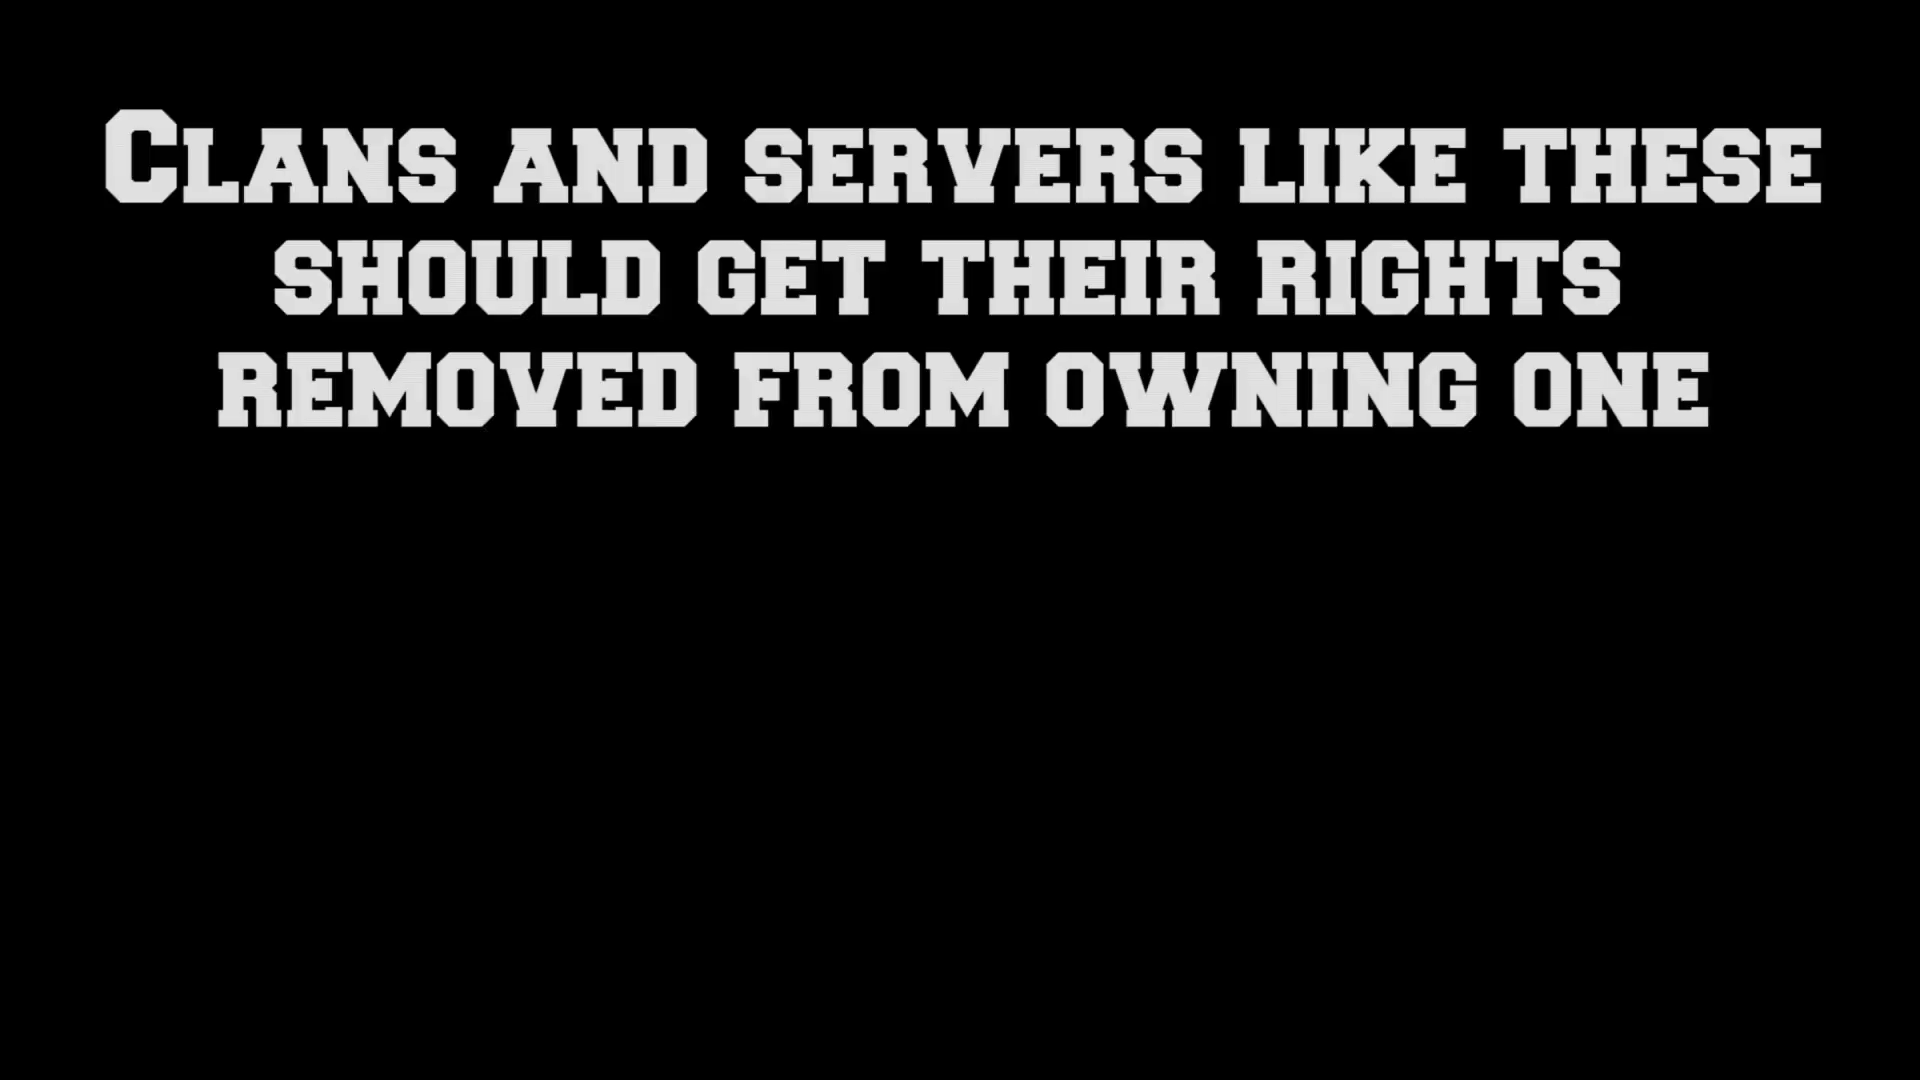 Clans and servers like these
should get their rights
removed from owning one